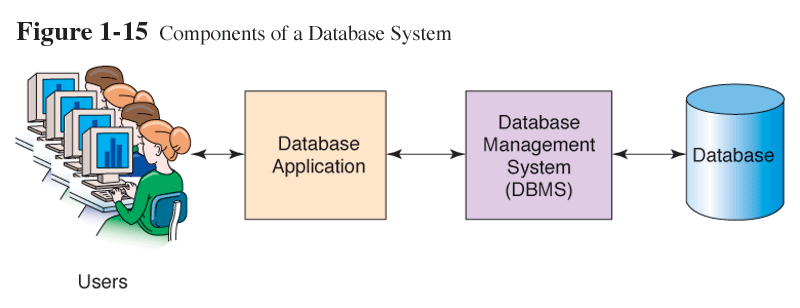 Figure 1-15 Components of a Database System
Database
Application
Database
Management
System
(DBMS)
Database
Users